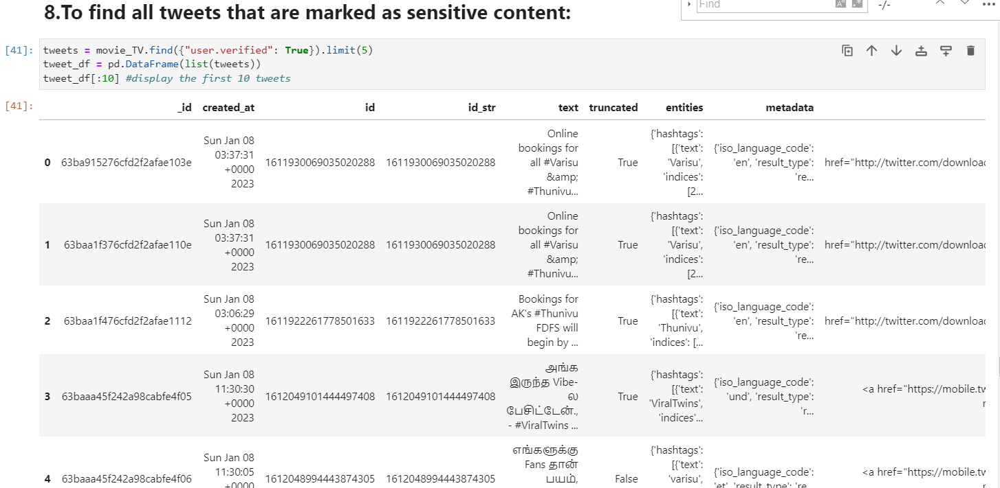 8.To find all tweets that are marked as sensitive content:
Find
-/-
[41]:
tweets = movie_TV.find({"user.verified": True}).limit(5)
tweet_df = pd.DataFrame(list(tweets))
tweet_df[:10] #display the first 10 tweets
[41]:
_id created_at id id_str text truncated entities metadata
0 63ba915276cfd2f2afae103e
Sun Jan 08
03:37:31
+0000
2023
1611930069035020288 1611930069035020288
Online
bookings for
all #Varisu
&amp;
#Thunivu...
True
{'hashtags':
[{'text':
'Varisu',
'indices':
[2...
{'iso_language_code':
'en', 'result_type':
're...
href="http://twitter.com/downloac
1 63baa1f376cfd2f2afae110e
Sun Jan 08
03:37:31
+0000
2023
1611930069035020288 1611930069035020288
Online
bookings for
all #Varisu
&amp;
#Thunivu...
True
{'hashtags':
[{'text':
'Varisu',
'indices':
[2...
{'iso_language_code':
'en', 'result_type':
're...
href="http://twitter.com/downloac
2 63baa1f476cfd2f2afae1112
Sun Jan 08
03:06:29
+0000
2023
1611922261778501633 1611922261778501633
Bookings for
AK's #Thunivu
FDFS will
begin by ...
True
{'hashtags':
[{'text':
'Thunivu',
'indices': [...
{'iso_language_code':
'en', 'result_type':
're...
href="http://twitter.com/downloac
3 63baaa45f242a98cabfe4f05
Sun Jan 08
11:30:30
+0000
2023
1612049101444497408 1612049101444497408
அங்க
இருந்த Vibe-
ல
பேசிட்டேன்.,
- #ViralTwins ...
True
{'hashtags':
[{'text':
'ViralTwins',
'indices'...
{'iso_language_code':
'und', 'result_type':
'r...
<a href="https://mobile.tw
r
4 63baaa45f242a98cabfe4f06
Sun Jan 08
11:30:05
+0000
1612048994443874305 1612048994443874305
எங்களுக்கு
Fans தான்
பயம்,
False
{'hashtags':
[{'text':
'varisu',
{'iso_language_code':
'et', 'result_type': 're...
<a href="https://mobile.tw
r